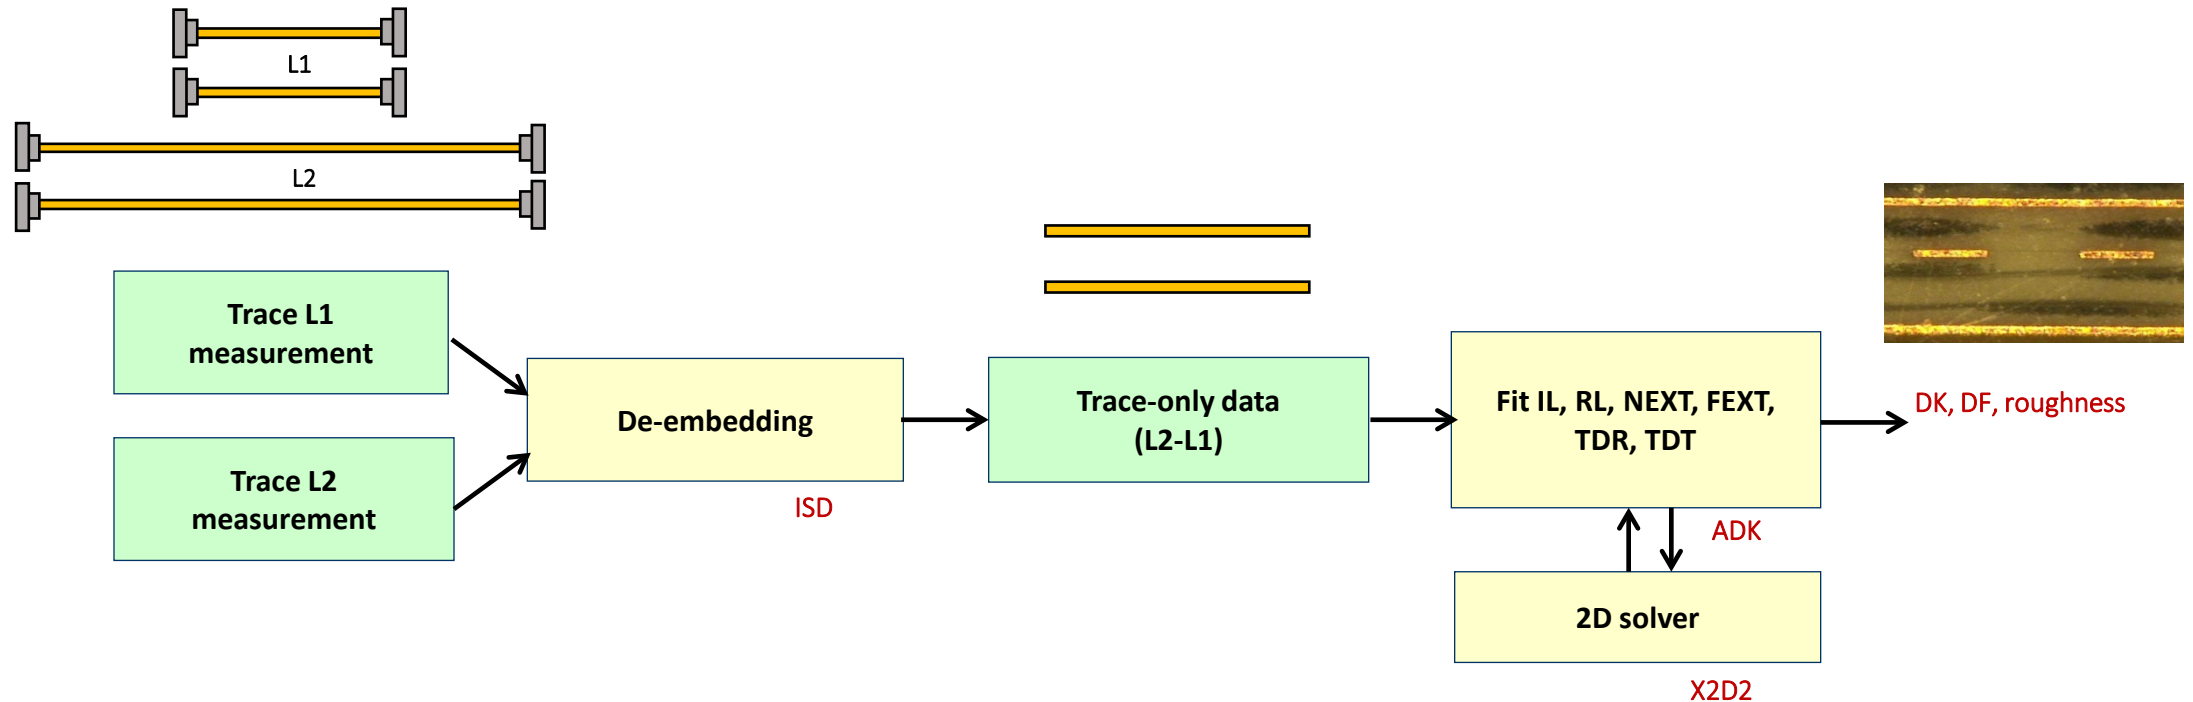 L1
L2
Trace L1
measurement
Trace L2
measurement
De-embedding
ISD
Trace-only data
(L2-L1)
Fit IL, RL, NEXT, FEXT,
TDR, TDT
ADK
2D solver
X2D2
DK, DF, roughness